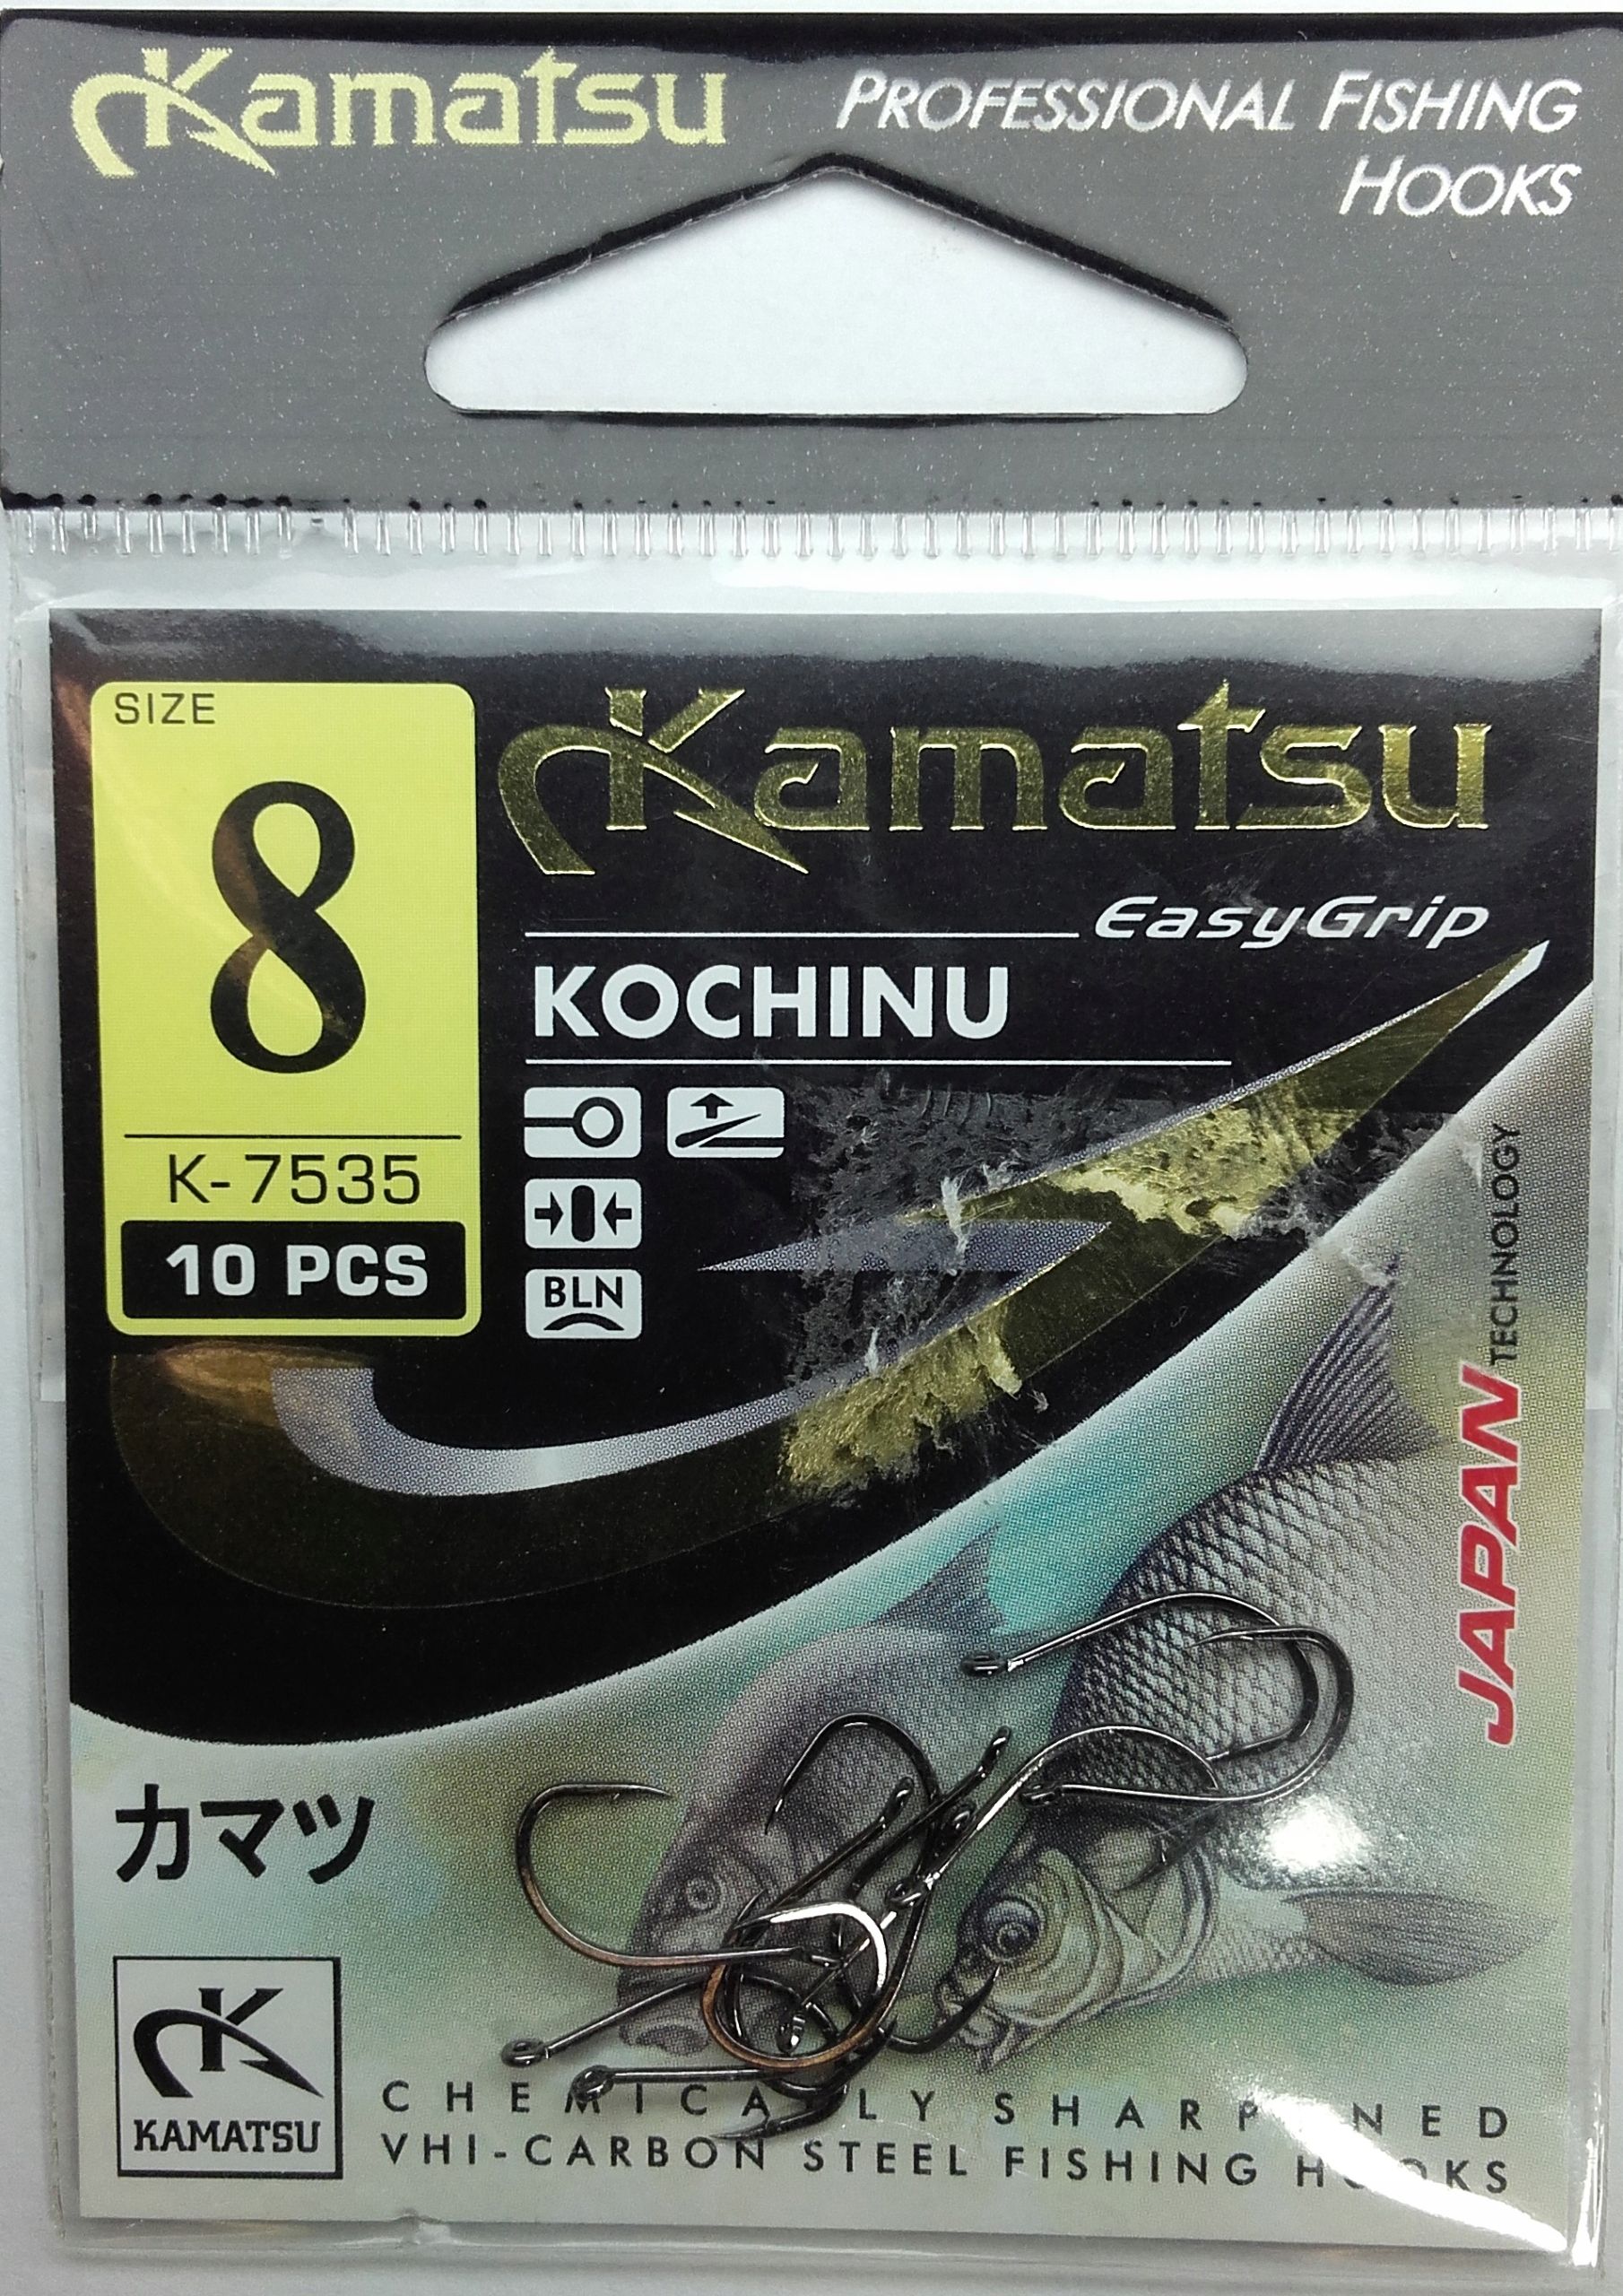 Kamatsu
PROFESSIONAL FISHING
HOOKS
SIZE
8
K-7535
10 PCS
Kamatsu
EasyGrip
KOCHINU
BLN
JAPAN TECHNOLOGY
カマツ
K
KAMATSU
CHEMICALLY SHARPENED
VHI-CARBON STEEL FISHING HOOKS